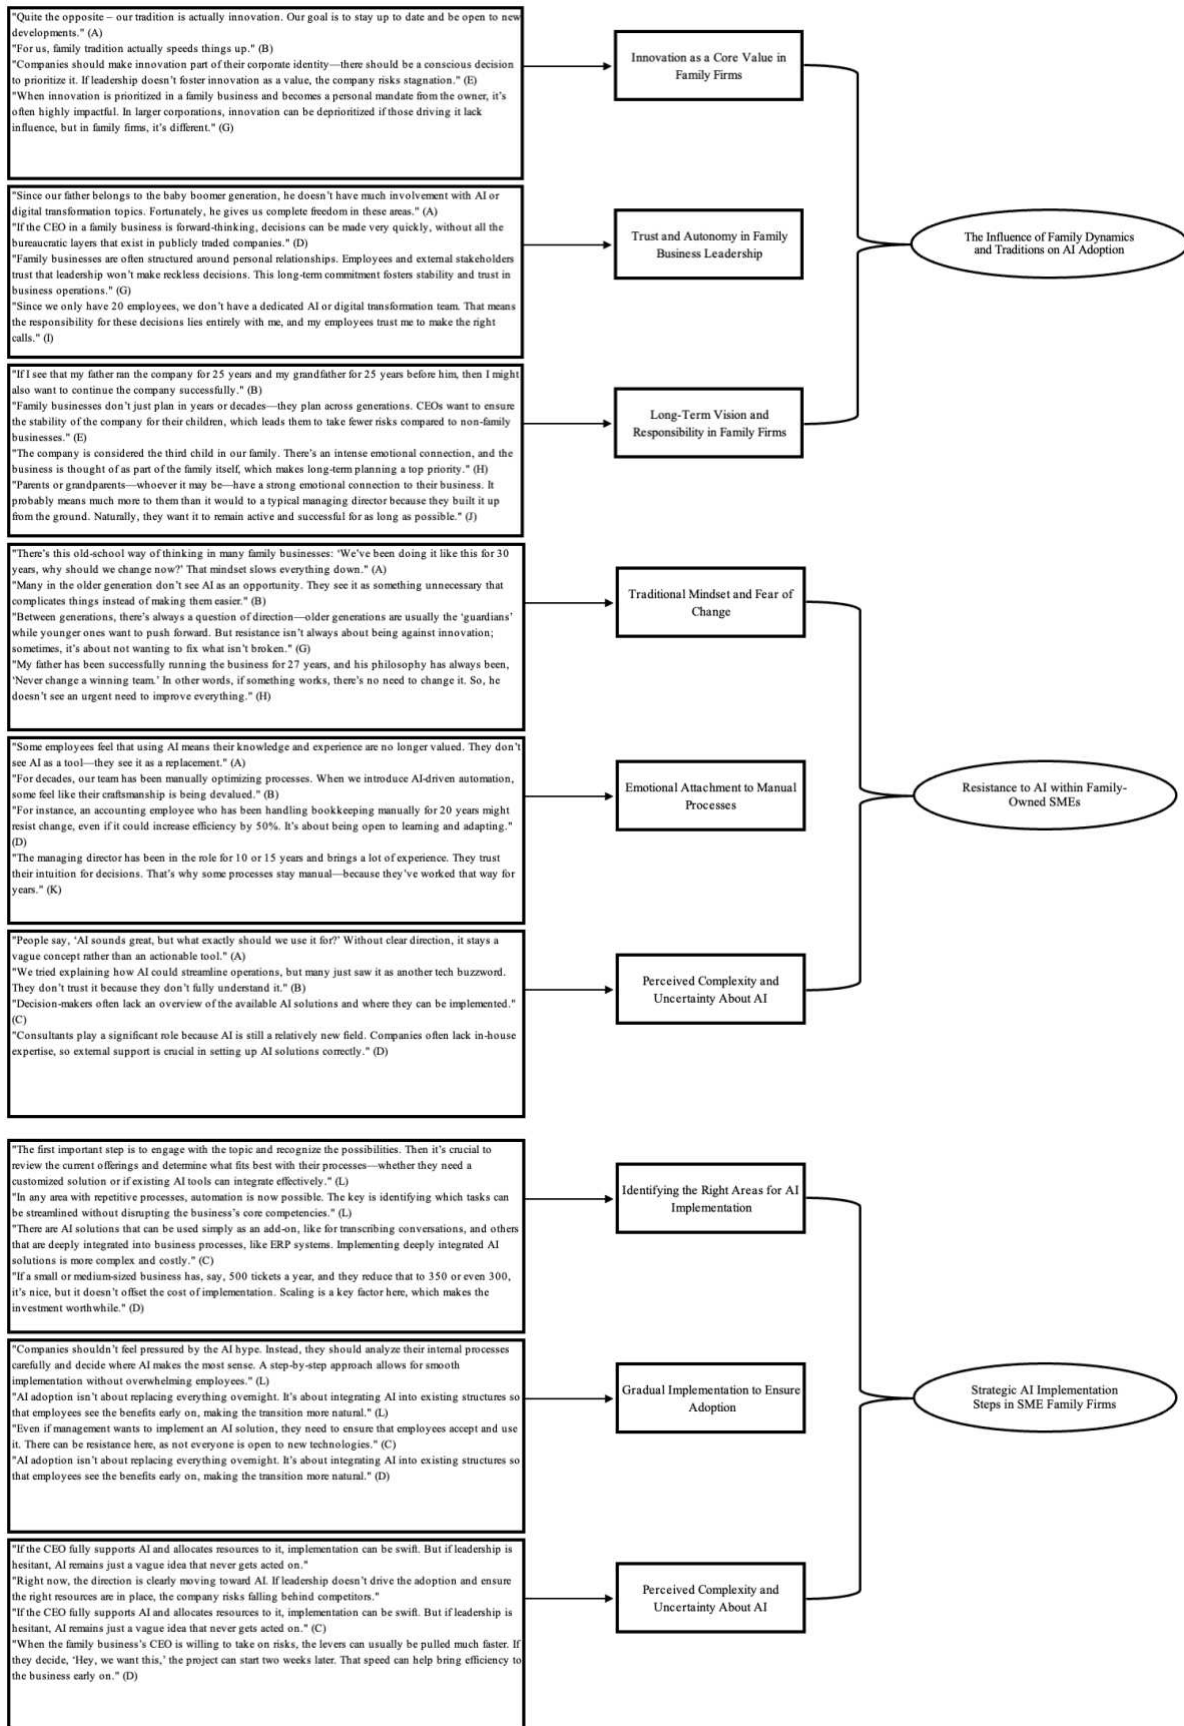 "Quite the opposite – our tradition is actually innovation. Our goal is to stay up to date and be open to new
developments." (A)
"For us, family tradition actually speeds things up." (B)
"Companies should make innovation part of their corporate identity—there should be a conscious decision
to prioritize it. If leadership doesn't foster innovation as a value, the company risks stagnation." (E)
"When innovation is prioritized in a family business and becomes a personal mandate from the owner, it's
often highly impactful. In larger corporations, innovation can be deprioritized if those driving it lack
influence, but in family firms, it's different." (G)
Innovation as a Core Value in
Family Firms
"Since our father belongs to the baby boomer generation, he doesn't have much involvement with AI or
digital transformation topics. Fortunately, he gives us complete freedom in these areas." (A)
"If the CEO in a family business is forward-thinking, decisions can be made very quickly, without all the
bureaucratic layers that exist in publicly traded companies." (D)
"Family businesses are often structured around personal relationships. Employees and external stakeholders
trust that leadership won't make reckless decisions. This long-term commitment fosters stability and trust in
business operations." (G)
"Since we only have 20 employees, we don't have a dedicated AI or digital transformation team. That means
the responsibility for these decisions lies entirely with me, and my employees trust me to make the right
calls." (I)
Trust and Autonomy in Family
Business Leadership
The Influence of Family Dynamics
and Traditions on AI Adoption
"If I see that my father ran the company for 25 years and my grandfather for 25 years before him, then I might
also want to continue the company successfully." (B)
"Family businesses don't just plan in years or decades—they plan across generations. CEOs want to ensure
the stability of the company for their children, which leads them to take fewer risks compared to non-family
businesses." (E)
"The company is considered the third child in our family. There's an intense emotional connection, and the
business is thought of as part of the family itself, which makes long-term planning a top priority." (H)
"Parents or grandparents—whoever it may be—have a strong emotional connection to their business. It
probably means much more to them than it would to a typical managing director because they built it up
from the ground. Naturally, they want it to remain active and successful for as long as possible." (J)
Long-Term Vision and
Responsibility in Family Firms
"There's this old-school way of thinking in many family businesses: 'We've been doing it like this for 30
years, why should we change now?' That mindset slows everything down." (A)
"Many in the older generation don't see AI as an opportunity. They see it as something unnecessary that
complicates things instead of making them easier." (B)
"Between generations, there's always a question of direction—older generations are usually the 'guardians'
while younger ones want to push forward. But resistance isn't always about being against innovation;
sometimes, it's about not wanting to fix what isn't broken." (G)
"My father has been successfully running the business for 27 years, and his philosophy has always been,
'Never change a winning team.' In other words, if something works, there's no need to change it. So, he
doesn't see an urgent need to improve everything." (H)
Traditional Mindset and Fear of
Change
"Some employees feel that using AI means their knowledge and experience are no longer valued. They don't
see AI as a tool—they see it as a replacement." (A)
"For decades, our team has been manually optimizing processes. When we introduce AI-driven automation,
some feel like their craftsmanship is being devalued." (B)
"For instance, an accounting employee who has been handling bookkeeping manually for 20 years might
resist change, even if it could increase efficiency by 50%. It's about being open to learning and adapting."
(D)
"The managing director has been in the role for 10 or 15 years and brings a lot of experience. They trust
their intuition for decisions. That's why some processes stay manual—because they've worked that way for
years." (K)
Emotional Attachment to Manual
Processes
Resistance to AI within Family-
Owned SMEs
"People say, 'AI sounds great, but what exactly should we use it for?' Without clear direction, it stays a
vague concept rather than an actionable tool." (A)
"We tried explaining how AI could streamline operations, but many just saw it as another tech buzzword.
They don't trust it because they don't fully understand it." (B)
"Decision-makers often lack an overview of the available AI solutions and where they can be implemented."
(C)
"Consultants play a significant role because AI is still a relatively new field. Companies often lack in-house
expertise, so external support is crucial in setting up AI solutions correctly." (D)
Perceived Complexity and
Uncertainty About AI
"The first important step is to engage with the topic and recognize the possibilities. Then it's crucial to
review the current offerings and determine what fits best with their processes—whether they need a
customized solution or if existing AI tools can integrate effectively." (L)
"In any area with repetitive processes, automation is now possible. The key is identifying which tasks can
be streamlined without disrupting the business's core competencies." (L)
"There are AI solutions that can be used simply as an add-on, like for transcribing conversations, and others
that are deeply integrated into business processes, like ERP systems. Implementing deeply integrated AI
solutions is more complex and costly." (C)
"If a small or medium-sized business has, say, 500 tickets a year, and they reduce that to 350 or even 300,
it's nice, but it doesn't offset the cost of implementation. Scaling is a key factor here, which makes the
investment worthwhile." (D)
Identifying the Right Areas for AI
Implementation
"Companies shouldn't feel pressured by the AI hype. Instead, they should analyze their internal processes
carefully and decide where AI makes the most sense. A step-by-step approach allows for smooth
implementation without overwhelming employees." (L)
"AI adoption isn't about replacing everything overnight. It's about integrating AI into existing structures so
that employees see the benefits early on, making the transition more natural." (L)
"Even if management wants to implement an AI solution, they need to ensure that employees accept and use
it. There can be resistance here, as not everyone is open to new technologies." (C)
"AI adoption isn't about replacing everything overnight. It's about integrating AI into existing structures so
that employees see the benefits early on, making the transition more natural." (D)
Gradual Implementation to Ensure
Adoption
Strategic AI Implementation
Steps in SME Family Firms
"If the CEO fully supports AI and allocates resources to it, implementation can be swift. But if leadership is
hesitant, AI remains just a vague idea that never gets acted on."
"Right now, the direction is clearly moving toward AI. If leadership doesn't drive the adoption and ensure
the right resources are in place, the company risks falling behind competitors."
"If the CEO fully supports AI and allocates resources to it, implementation can be swift. But if leadership is
hesitant, AI remains just a vague idea that never gets acted on." (C)
"When the family business's CEO is willing to take on risks, the levers can usually be pulled much faster. If
they decide, 'Hey, we want this,' the project can start two weeks later. That speed can help bring efficiency to
the business early on." (D)
Perceived Complexity and
Uncertainty About AI